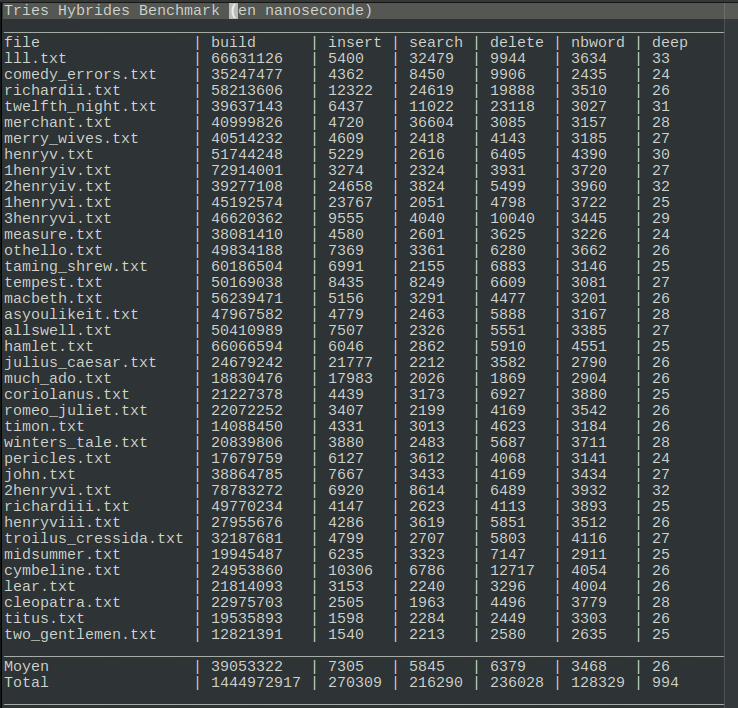 Tries Hybrides Benchmark (en nanoseconde)
file | build | insert | search | delete | nbword | deep
lll.txt | 66631126 | 5400 | 32479 | 9944 | 3634 | 33
comedy_errors.txt | 35247477 | 4362 | 8450 | 9906 | 2435 | 24
richardii.txt | 58213606 | 12322 | 24619 | 19888 | 3510 | 26
twelfth_night.txt | 39637143 | 6437 | 11022 | 23118 | 3027 | 31
merchant.txt | 40999826 | 4720 | 36604 | 3085 | 3157 | 28
merry_wives.txt | 40514232 | 4609 | 2418 | 4143 | 3185 | 27
henryv.txt | 51744248 | 5229 | 2616 | 6405 | 4390 | 30
1henryiv.txt | 72914001 | 3274 | 2324 | 3931 | 3720 | 27
2henryiv.txt | 39277108 | 24658 | 3824 | 5499 | 3960 | 32
1henryvi.txt | 45192574 | 23767 | 2051 | 4798 | 3722 | 25
3henryvi.txt | 46620362 | 9555 | 4040 | 10040 | 3445 | 29
measure.txt | 38081410 | 4580 | 2601 | 3625 | 3226 | 24
othello.txt | 49834188 | 7369 | 3361 | 6280 | 3662 | 26
taming_shrew.txt | 60186504 | 6991 | 2155 | 6883 | 3146 | 25
tempest.txt | 50169038 | 8435 | 8249 | 6609 | 3081 | 27
macbeth.txt | 56239471 | 5156 | 3291 | 4477 | 3201 | 26
asyoulikeit.txt | 47967582 | 4779 | 2463 | 5888 | 3167 | 28
allswell.txt | 50410989 | 7507 | 2326 | 5551 | 3385 | 27
hamlet.txt | 66066594 | 6046 | 2862 | 5910 | 4551 | 25
julius_caesar.txt | 24679242 | 21777 | 2212 | 3582 | 2790 | 26
much_ado.txt | 18830476 | 17983 | 2026 | 1869 | 2904 | 26
coriolanus.txt | 21227378 | 4439 | 3173 | 6927 | 3880 | 25
romeo_juliet.txt | 22072252 | 3407 | 2199 | 4169 | 3542 | 26
timon.txt | 14088450 | 4331 | 3013 | 4623 | 3184 | 26
winters_tale.txt | 20839806 | 3880 | 2483 | 5687 | 3711 | 28
pericles.txt | 17679759 | 6127 | 3612 | 4068 | 3141 | 24
john.txt | 38864785 | 7667 | 3433 | 4169 | 3434 | 27
2henryvi.txt | 78783272 | 6920 | 8614 | 6489 | 3932 | 32
richardiii.txt | 49770234 | 4147 | 2623 | 4113 | 3893 | 25
henryviii.txt | 27955676 | 4286 | 3619 | 5851 | 3512 | 26
troilus_cressida.txt | 32187681 | 4799 | 2707 | 5803 | 4116 | 27
midsummer.txt | 19945487 | 6235 | 3323 | 7147 | 2911 | 25
cymbeline.txt | 24953860 | 10306 | 6786 | 12717 | 4054 | 26
lear.txt | 21814093 | 3153 | 2240 | 3296 | 4004 | 26
cleopatra.txt | 22975703 | 2505 | 1963 | 4496 | 3779 | 28
titus.txt | 19535893 | 1598 | 2284 | 2449 | 3303 | 26
two_gentlemen.txt | 12821391 | 1540 | 2213 | 2580 | 2635 | 25
Moyen | 39053322 | 7305 | 5845 | 6379 | 3468 | 26
Total | 1444972917 | 270309 | 216290 | 236028 | 128329 | 994